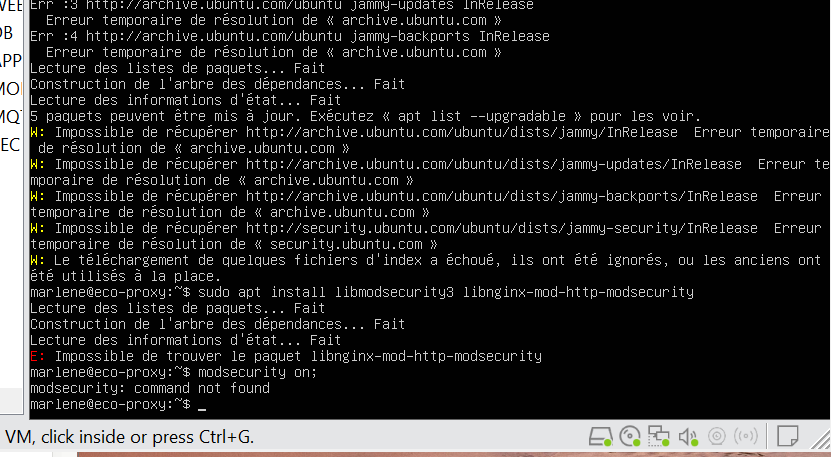 WEE
Err :3 http://archive.ubuntu.com/ubuntu jammy-updates InRelease
DB
Erreur temporaire de résolution de « archive.ubuntu.com »
Err :4 http://archive.ubuntu.com/ubuntu jammy-backports InRelease
APP
Erreur temporaire de résolution de « archive.ubuntu.com »
Lecture des listes de paquets... Fait
MO
Construction de l'arbre des dépendances... Fait
Lecture des informations d'état... Fait
MQT
5 paquets peuvent être mis à jour. Exécutez « apt list --upgradable » pour les voir.
W: Impossible de récupérer http://archive.ubuntu.com/ubuntu/dists/jammy/InRelease  Erreur temporaire
EC
de résolution de « archive.ubuntu.com »
W: Impossible de récupérer http://archive.ubuntu.com/ubuntu/dists/jammy-updates/InRelease  Erreur te
mporaire de résolution de « archive.ubuntu.com »
W: Impossible de récupérer http://archive.ubuntu.com/ubuntu/dists/jammy-backports/InRelease  Erreur
temporaire de résolution de « archive.ubuntu.com »
W: Impossible de récupérer http://security.ubuntu.com/ubuntu/dists/jammy-security/InRelease  Erreur
temporaire de résolution de « security.ubuntu.com »
W: Le téléchargement de quelques fichiers d'index a échoué, ils ont été ignorés, ou les anciens ont
été utilisés à la place.
marlene@eco-proxy:~$ sudo apt install libmodsecurity3 libnginx-mod-http-modsecurity
Lecture des listes de paquets... Fait
Construction de l'arbre des dépendances... Fait
Lecture des informations d'état... Fait
E: Impossible de trouver le paquet libnginx-mod-http-modsecurity
marlene@eco-proxy:~$ modsecurity on;
modsecurity: command not found
marlene@eco-proxy:~$ _
VM, click inside or press Ctrl+G.